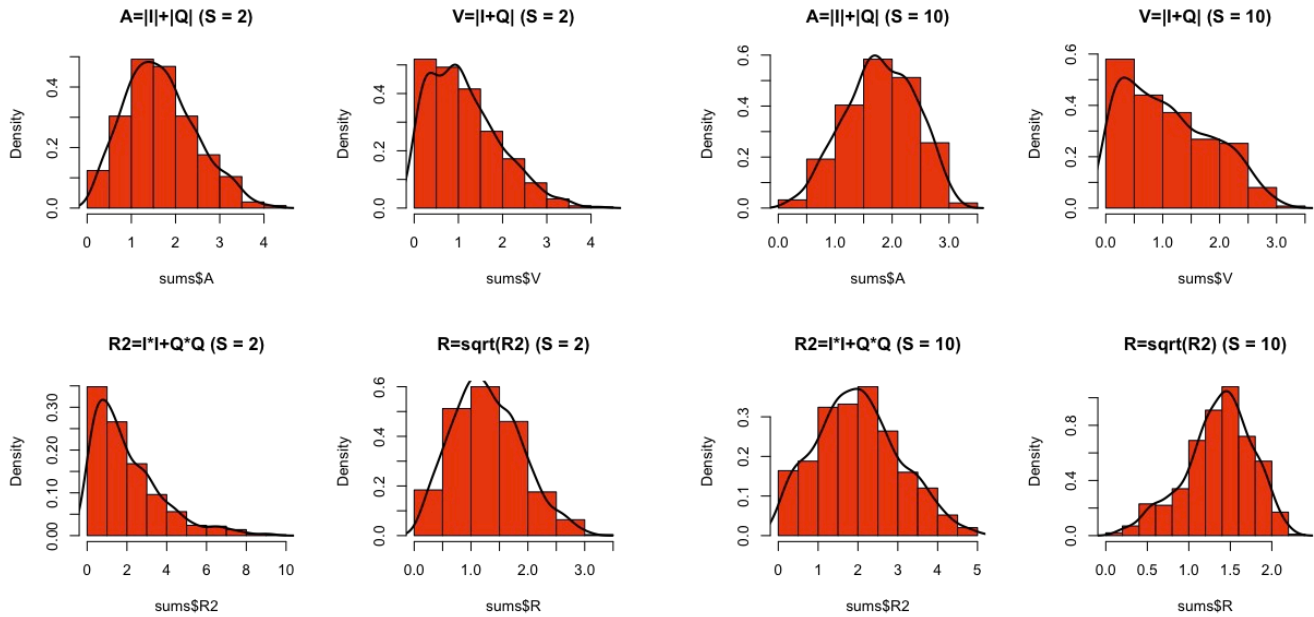 A=|I|+|Q| (S = 2)
V=|I+Q| (S = 2)
A=|I|+|Q| (S = 10)
V=|I+Q| (S = 10)
Density
0.0 0.2 0.4
0 1 2 3 4
sums$A
Density
0.0 0.2 0.4
0 1 2 3 4
sums$V
Density
0.0 0.2 0.4 0.6
0.0 1.0 2.0 3.0
sums$A
Density
0.0 0.2 0.4 0.6
0.0 1.0 2.0 3.0
sums$V
R2=I*I+Q*Q (S = 2)
R=sqrt(R2) (S = 2)
R2=I*I+Q*Q (S = 10)
R=sqrt(R2) (S = 10)
Density
0.00 0.10 0.20 0.30
0 2 4 6 8 10
sums$R2
Density
0.0 0.2 0.4 0.6
0.0 1.0 2.0 3.0
sums$R
Density
0.0 0.1 0.2 0.3
0 1 2 3 4 5
sums$R2
Density
0.0 0.4 0.8
0.0 0.5 1.0 1.5 2.0
sums$R